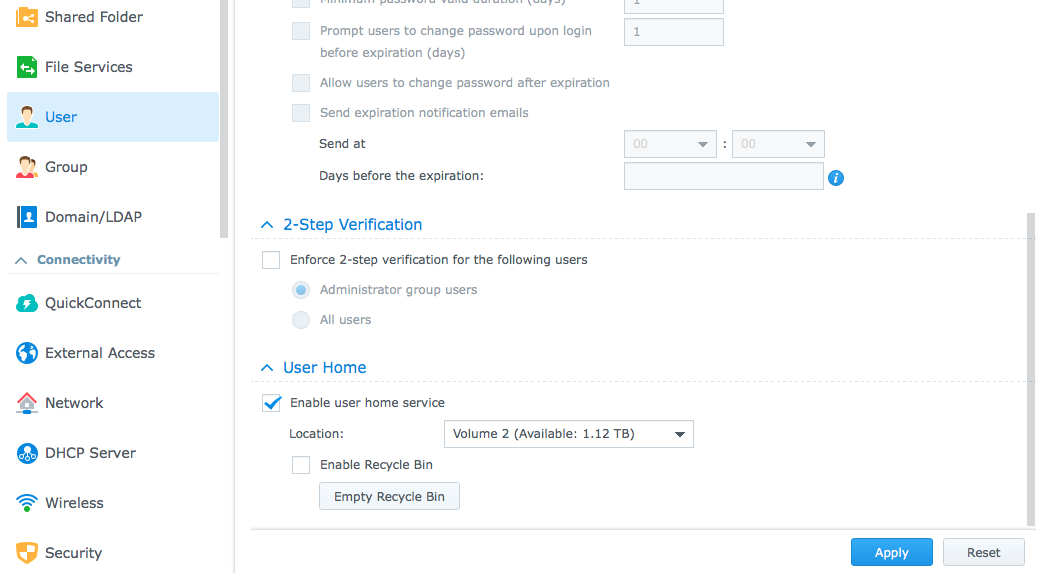 Shared Folder
File Services
User
Group
Domain/LDAP
Connectivity
QuickConnect
External Access
Network
DHCP Server
Wireless
Security
Minimum password valid duration (days)
1
Prompt users to change password upon login
before expiration (days)
1
Allow users to change password after expiration
Send expiration notification emails
Send at
00 : 00
Days before the expiration:
2-Step Verification
Enforce 2-step verification for the following users
Administrator group users
All users
User Home
Enable user home service
Location: Volume 2 (Available: 1.12 TB)
Enable Recycle Bin
Empty Recycle Bin
Apply Reset